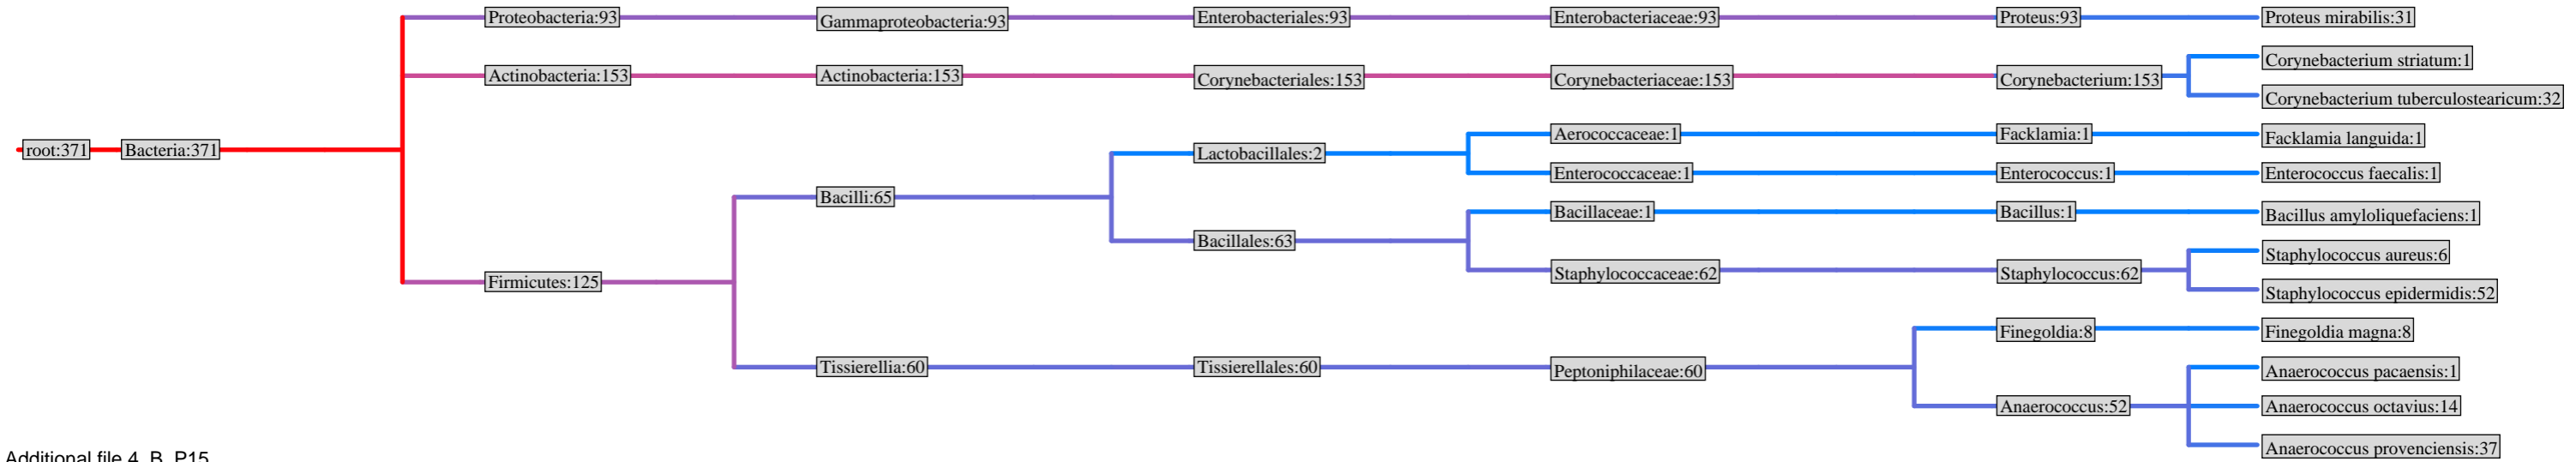 Proteobacteria:93
Gammaproteobacteria:93
Enterobacteriales:93
Enterobacteriaceae:93
Proteus:93
Proteus mirabilis:31
Actinobacteria:153
Actinobacteria:153
Corynebacteriales:153
Corynebacteriaceae:153
Corynebacterium:153
Corynebacterium striatum:1
Corynebacterium tuberculostearicum:32
root:371
Bacteria:371
Firmicutes:125
Bacilli:65
Lactobacillales:2
Aerococcaceae:1
Facklamia:1
Facklamia languida:1
Enterococcaceae:1
Enterococcus:1
Enterococcus faecalis:1
Bacillales:63
Bacillaceae:1
Bacillus:1
Bacillus amyloliquefaciens:1
Staphylococcaceae:62
Staphylococcus:62
Staphylococcus aureus:6
Staphylococcus epidermidis:52
Tissierellia:60
Tissierellales:60
Peptoniphilaceae:60
Finegoldia:8
Finegoldia magna:8
Anaerococcus:52
Anaerococcus pacaensis:1
Anaerococcus octavius:14
Anaerococcus provenciensis:37
Additional file 4. B. P15